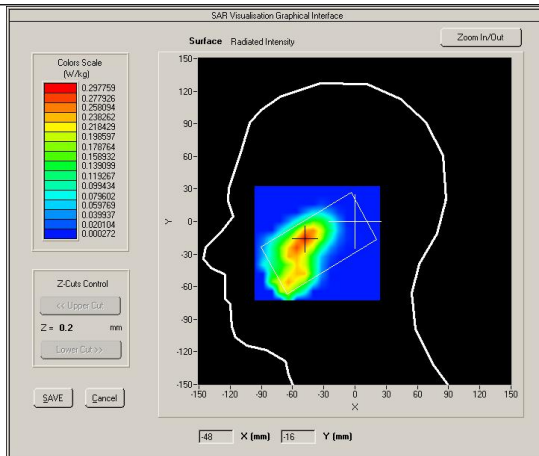 SAR Visualisation Graphical Interface
Surface Radiated Intensity
Zoom In/Out
Colors Scale
(W/kg)
0.297759
0.277926
0.258094
0.238262
0.218429
0.198597
0.178764
0.158932
0.139099
0.119267
0.099434
0.079602
0.059769
0.039937
0.020104
0.000272
Z-Cuts Control
<< Upper Cut
Z = 0.2 mm
Lower Cut >>
SAVE Cancel
150
120
90
60
30
0
-30
-60
-90
-120
-150
Y
-150 -120 -90 -60 -30 0 30 60 90 120 150
X
-48 X (mm) -16 Y (mm)